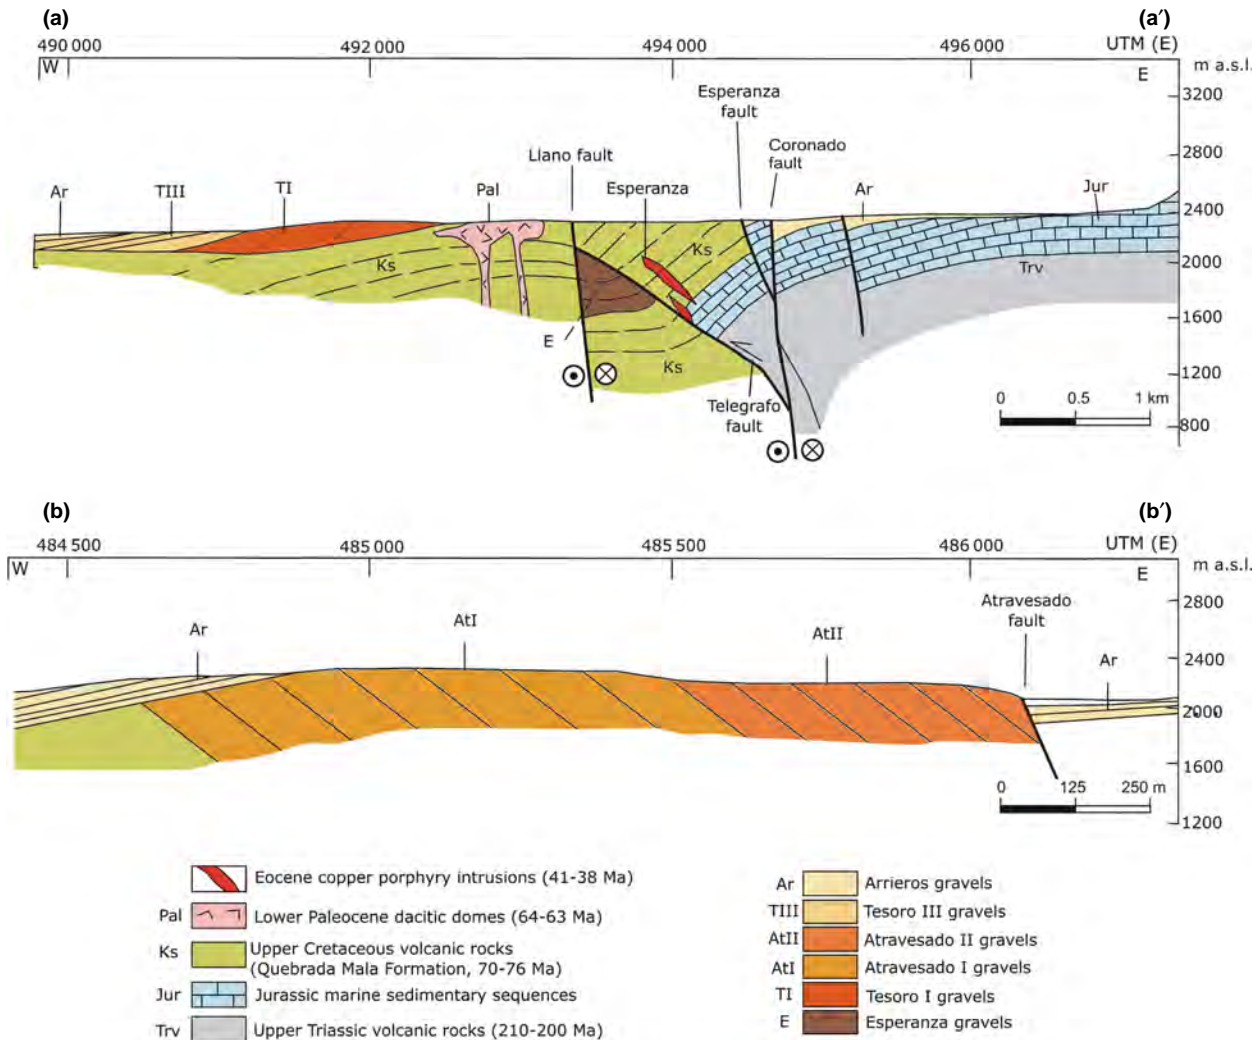 (a) (a′)
490 000 492 000 494 000 496 000 UTM (E)
W E m a.s.l.
3200
Esperanza
fault
Llano fault
Coronado
fault
2800
Ar TIII TI Pal Esperanza Ar Jur
2400
Ks Ks
2000
Trv
1600
E
Ks
1200
Telegrafo
fault
0 0.5 1 km
800
(b) (b′)
484 500 485 000 485 500 486 000 UTM (E)
W E m a.s.l.
2800
Atravesado
fault
Ar AtI AtII Ar
2400
2000
1600
0 125 250 m
1200
Eocene copper porphyry intrusions (41-38 Ma)
Pal Lower Paleocene dacitic domes (64-63 Ma)
Ks Upper Cretaceous volcanic rocks
(Quebrada Mala Formation, 70-76 Ma)
Jur Jurassic marine sedimentary sequences
Trv Upper Triassic volcanic rocks (210-200 Ma)
Ar Arrieros gravels
TIII Tesoro III gravels
AtII Atravesado II gravels
AtI Atravesado I gravels
TI Tesoro I gravels
E Esperanza gravels